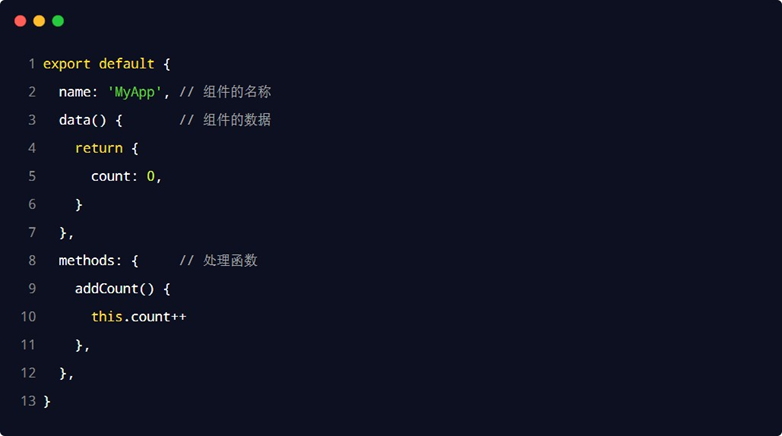 1 export default {
2   name: 'MyApp', // 组件的名称
3   data() {       // 组件的数据
4     return {
5       count: 0,
6     }
7   },
8   methods: {     // 处理函数
9     addCount() {
10       this.count++
11     },
12   },
13 }